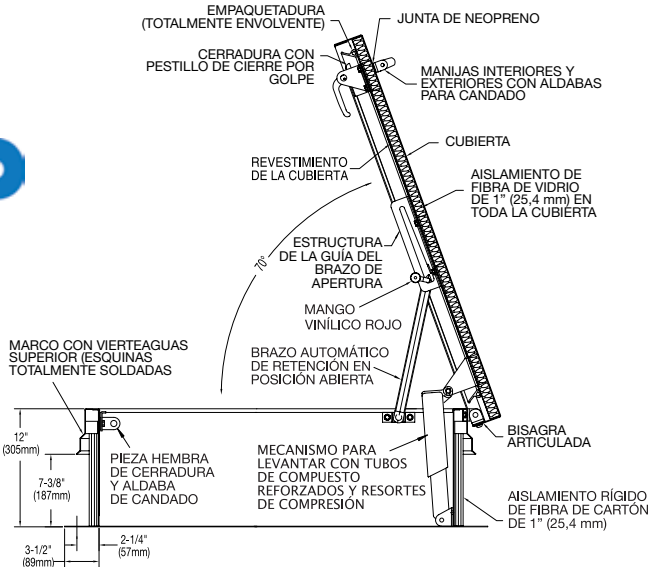 EMPAQUETADURA
(TOTALMENTE ENVOLVENTE)
JUNTA DE NEOPRENO
CERRADURA CON
PESTILLO DE CIERRE POR
GOLPE
MANIJAS INTERIORES Y
EXTERIORES CON ALDABAS
PARA CANDADO
CUBIERTA
REVESTIMIENTO
DE LA CUBIERTA
AISLAMIENTO DE
FIBRA DE VIDRIO
DE 1" (25,4 mm) EN
TODA LA CUBIERTA
ESTRUCTURA
DE LA GUÍA DEL
BRAZO DE
APERTURA
70°
MANGO
VINÍLICO ROJO
MARCO CON VIERTEAGUAS
SUPERIOR (ESQUINAS
TOTALMENTE SOLDADAS
BRAZO AUTOMÁTICO
DE RETENCIÓN EN
POSICIÓN ABIERTA
BISAGRA
ARTICULADA
12"
(305mm)
7-3/8"
(187mm)
PIEZA HEMBRA
DE CERRADURA
Y ALDABA
DE CANDADO
MECANISMO PARA
LEVANTAR CON TUBOS
DE COMPUESTO
REFORZADOS Y RESORTES
DE COMPRESIÓN
AISLAMIENTO RÍGIDO
DE FIBRA DE CARTÓN
DE 1" (25,4 mm)
2-1/4"
(57mm)
3-1/2"
(89mm)